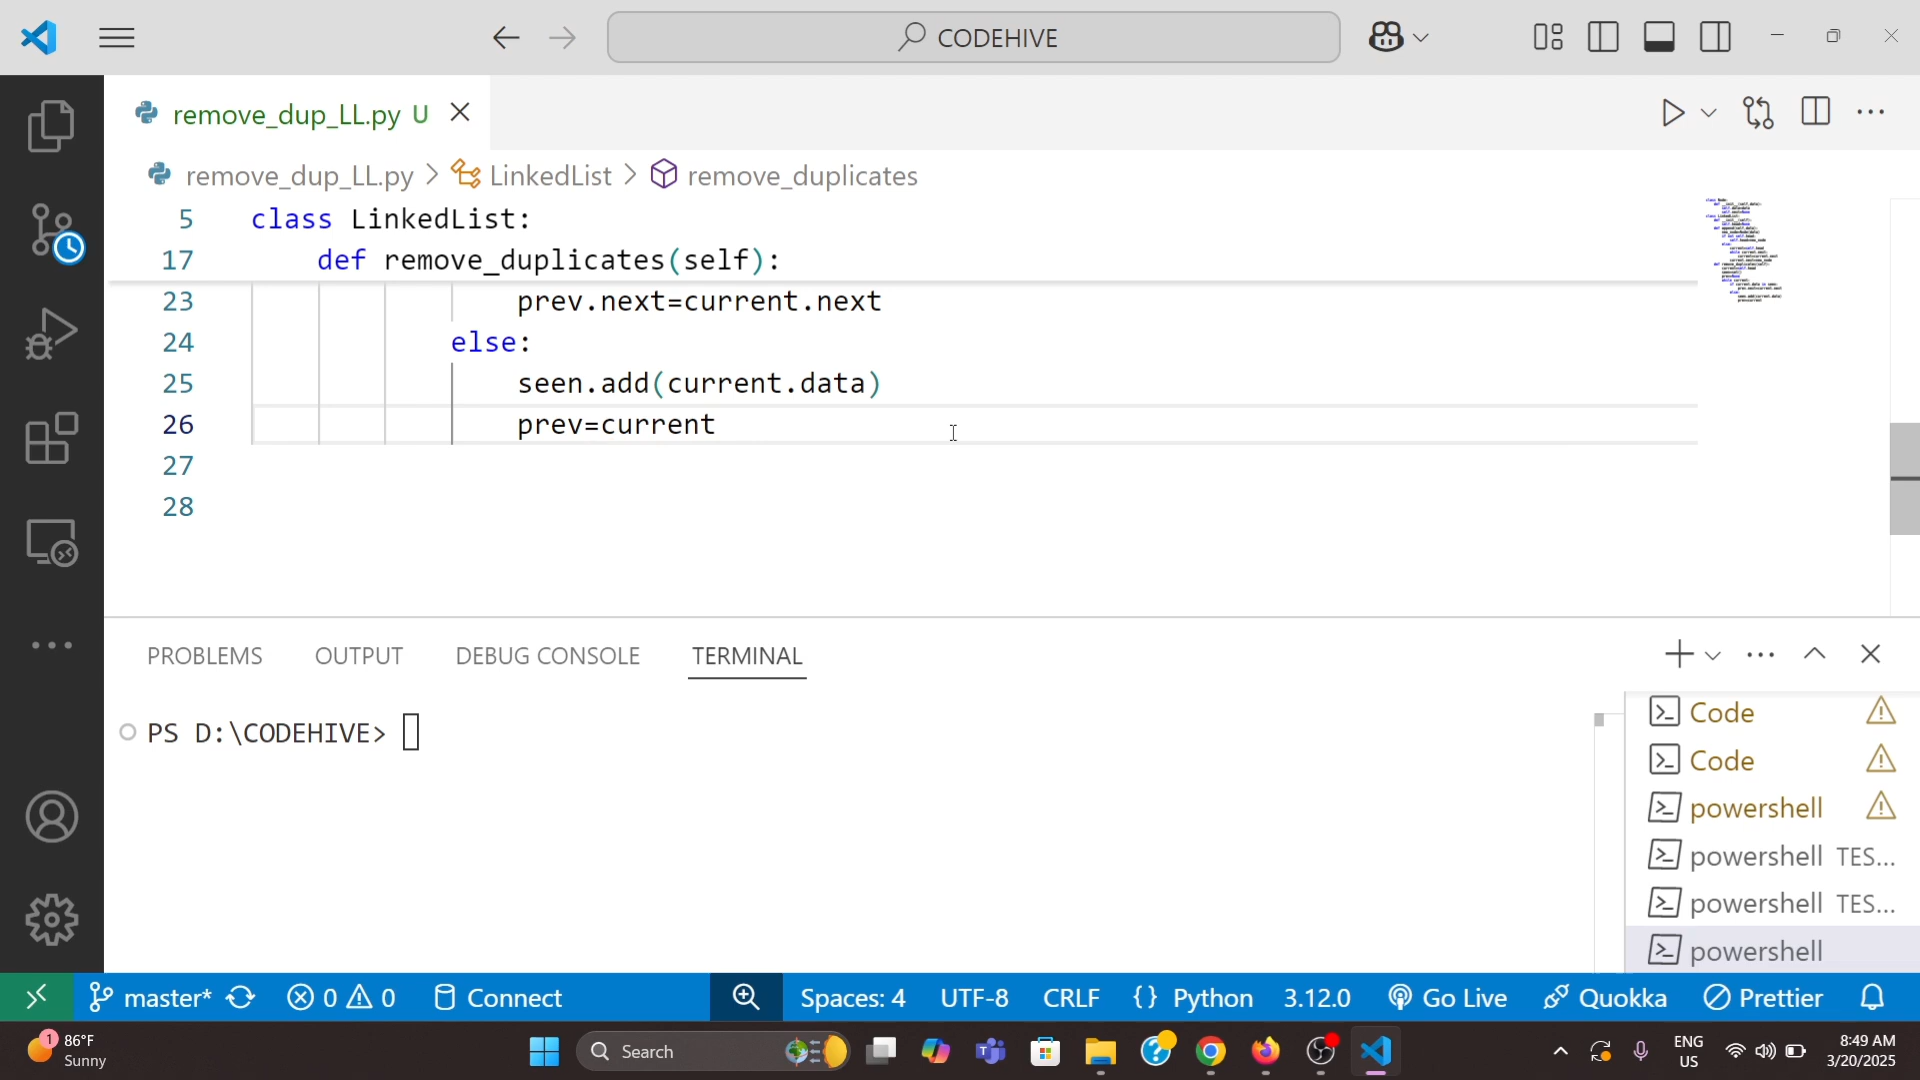 CODEHIVE
remove_dup_LL.py U
remove_dup_LL.py > LinkedList > remove_duplicates
5 class LinkedList:
17 def remove_duplicates(self):
23 prev.next=current.next
24 else:
25 seen.add(current.data)
26 prev=current
27
28
PROBLEMS OUTPUT DEBUG CONSOLE TERMINAL
PS D:\CODEHIVE>
Code
Code
powershell
powershell TES...
powershell TES...
powershell
master* 0 0 Connect Spaces: 4 UTF-8 CRLF {} Python 3.12.0 Go Live Quokka Prettier
1 86°F
Sunny
Search
ENG
US
8:49 AM
3/20/2025